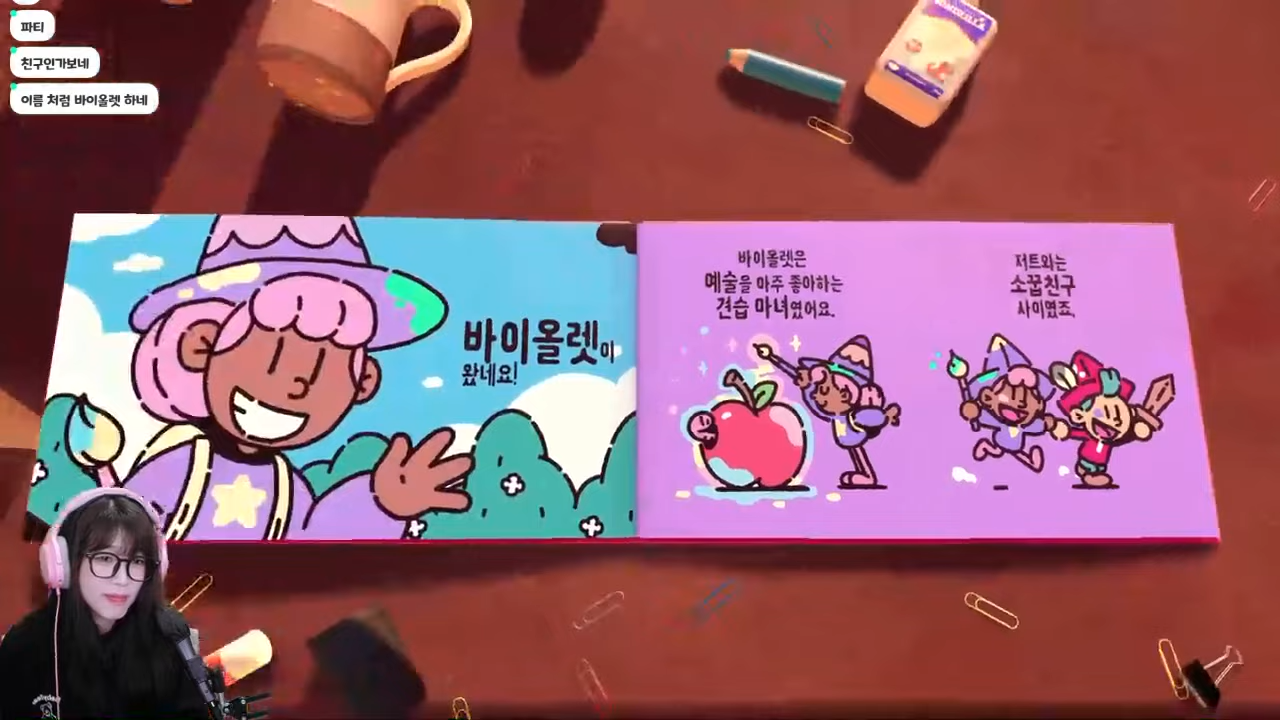 파티
친구인가보네
이름 처럼 바이올렛 하네
바이올렛이
왔네요!
바이올렛은
예술을 아주 좋아하는
견습 마녀였어요.
저트와는
소꿉친구
사이였죠.